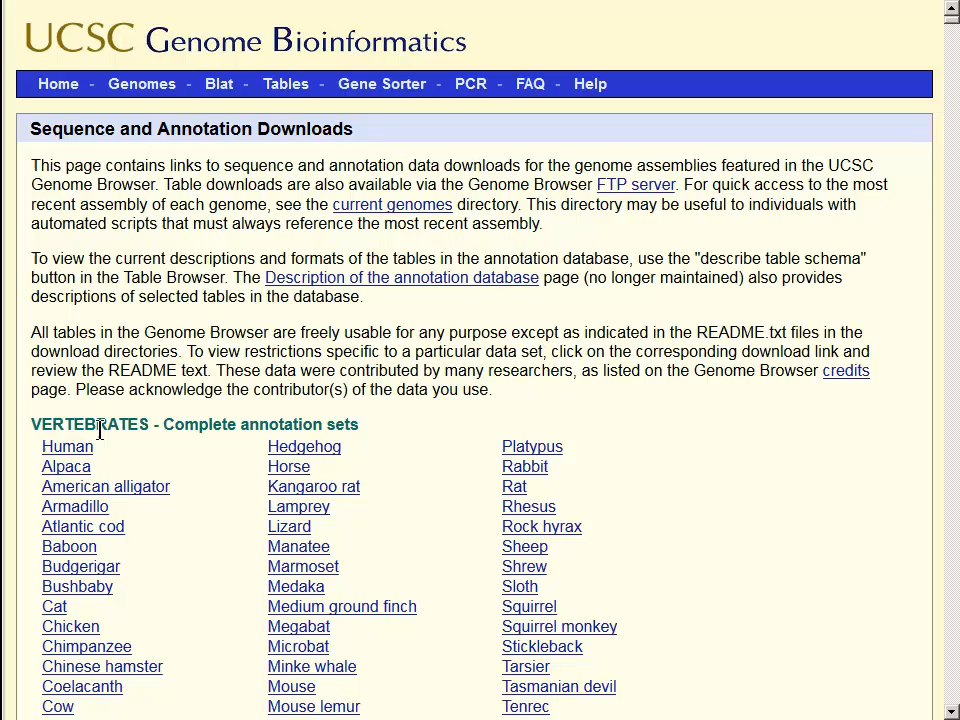 UCSC Genome Bioinformatics
Home - Genomes - Blat - Tables - Gene Sorter - PCR - FAQ - Help
Sequence and Annotation Downloads
This page contains links to sequence and annotation data downloads for the genome assemblies featured in the UCSC
Genome Browser. Table downloads are also available via the Genome Browser FTP server. For quick access to the most
recent assembly of each genome, see the current genomes directory. This directory may be useful to individuals with
automated scripts that must always reference the most recent assembly.
To view the current descriptions and formats of the tables in the annotation database, use the "describe table schema"
button in the Table Browser. The Description of the annotation database page (no longer maintained) also provides
descriptions of selected tables in the database.
All tables in the Genome Browser are freely usable for any purpose except as indicated in the README.txt files in the
download directories. To view restrictions specific to a particular data set, click on the corresponding download link and
review the README text. These data were contributed by many researchers, as listed on the Genome Browser credits
page. Please acknowledge the contributor(s) of the data you use.
VERTEBRATES - Complete annotation sets
Human Hedgehog Platypus
Alpaca Horse Rabbit
American alligator Kangaroo rat Rat
Armadillo Lamprey Rhesus
Atlantic cod Lizard Rock hyrax
Baboon Manatee Sheep
Budgerigar Marmoset Shrew
Bushbaby Medaka Sloth
Cat Medium ground finch Squirrel
Chicken Megabat Squirrel monkey
Chimpanzee Microbat Stickleback
Chinese hamster Minke whale Tarsier
Coelacanth Mouse Tasmanian devil
Cow Mouse lemur Tenrec